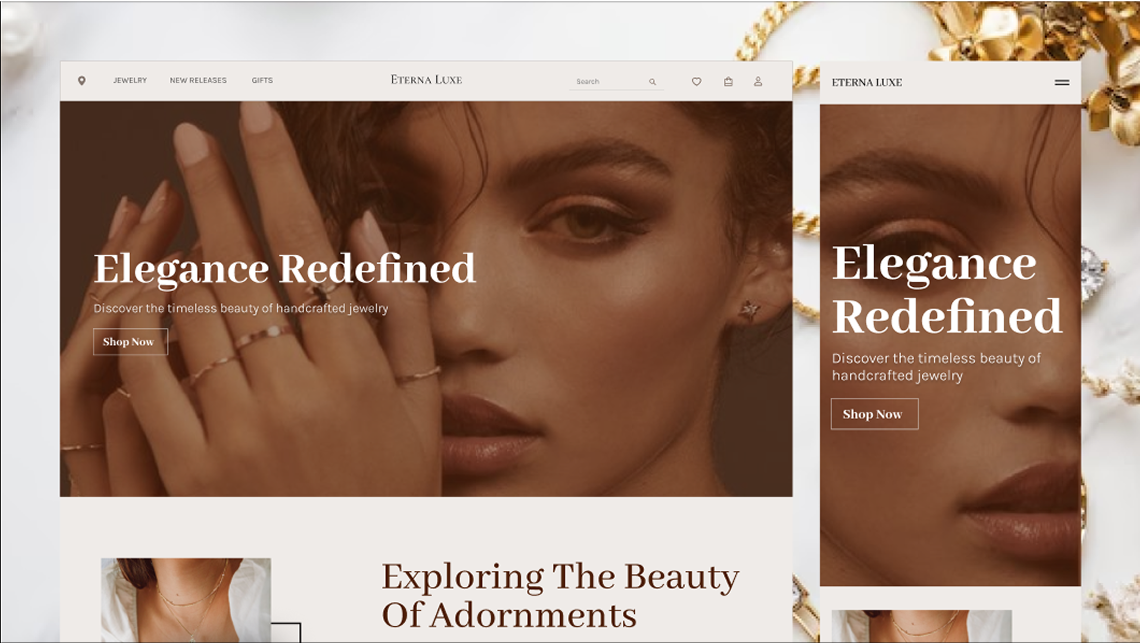 JEWELRY NEW RELEASES GIFTS ETERNA LUXE Search
Elegance Redefined
Discover the timeless beauty of handcrafted jewelry
Shop Now
Exploring The Beauty
Of Adornments
ETERNA LUXE
Elegance
Redefined
Discover the timeless beauty of
handcrafted jewelry
Shop Now